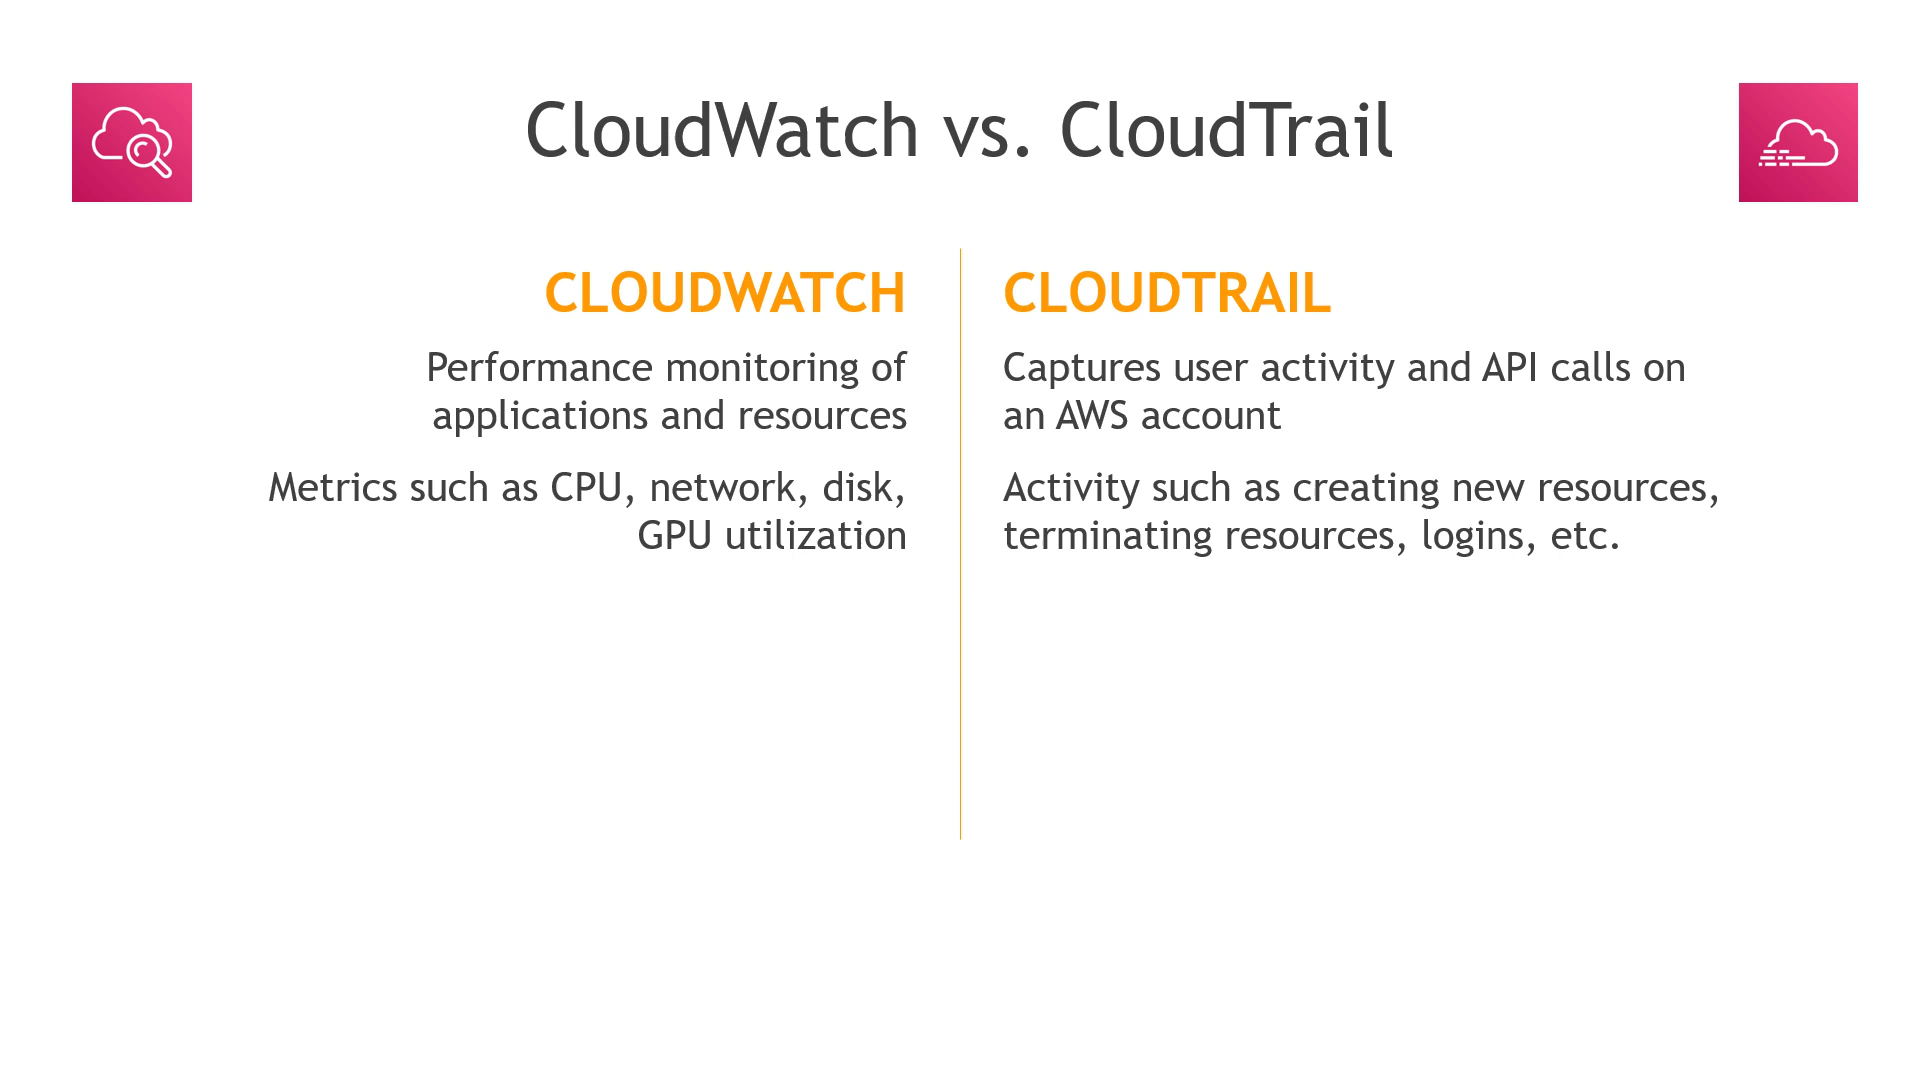 CloudWatch vs. CloudTrail
CLOUDWATCH
Performance monitoring of
applications and resources
Metrics such as CPU, network, disk,
GPU utilization
CLOUDTRAIL
Captures user activity and API calls on
an AWS account
Activity such as creating new resources,
terminating resources, logins, etc.